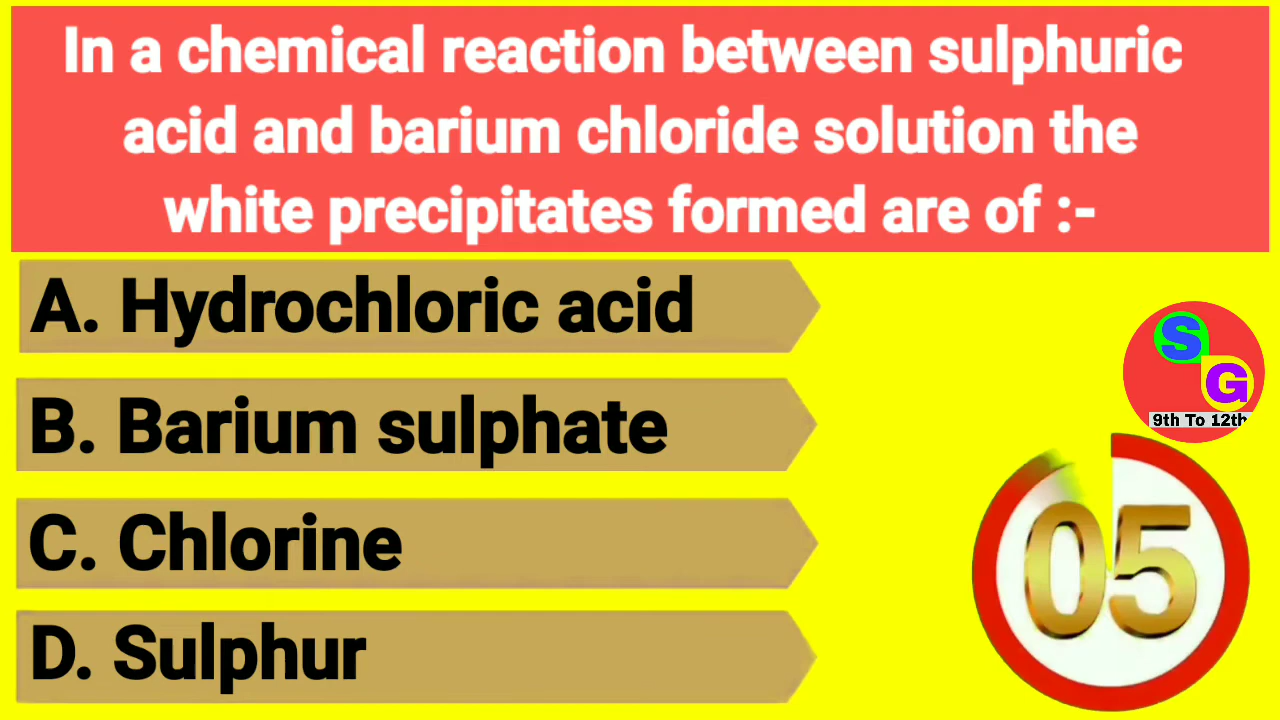 In a chemical reaction between sulphuric
acid and barium chloride solution the
white precipitates formed are of :-
A. Hydrochloric acid
B. Barium sulphate
C. Chlorine
D. Sulphur
S
G
9th To 12th
05